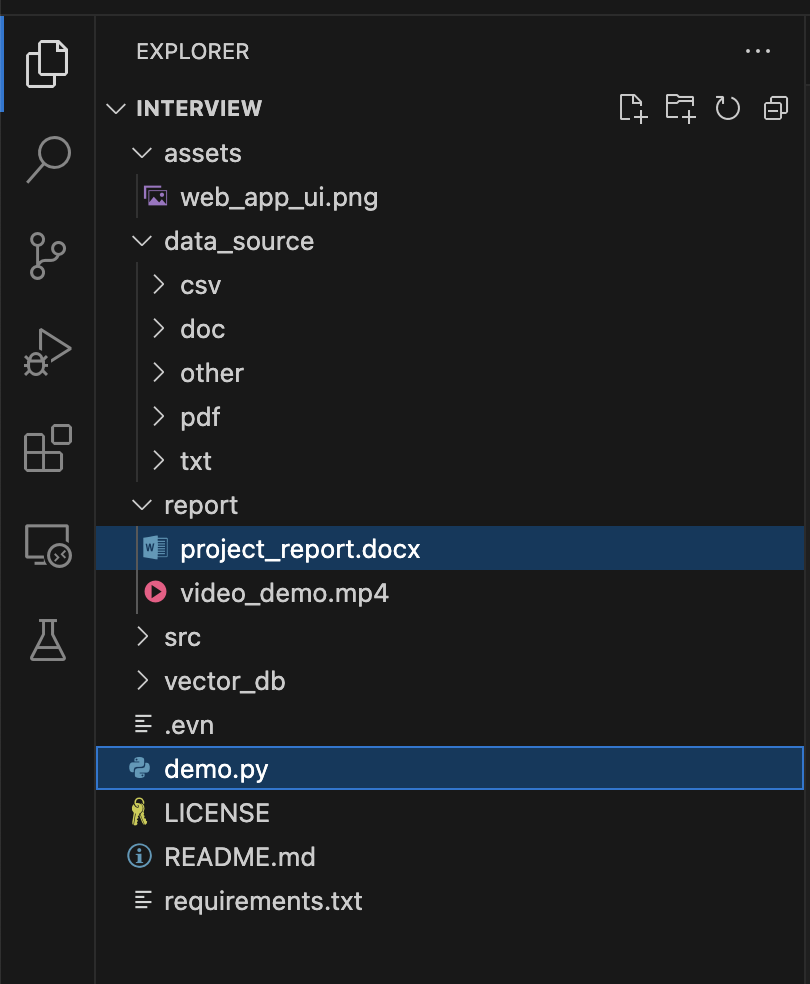 EXPLORER
INTERVIEW
assets
web_app_ui.png
data_source
csv
doc
other
pdf
txt
report
project_report.docx
video_demo.mp4
src
vector_db
.evn
demo.py
LICENSE
README.md
requirements.txt